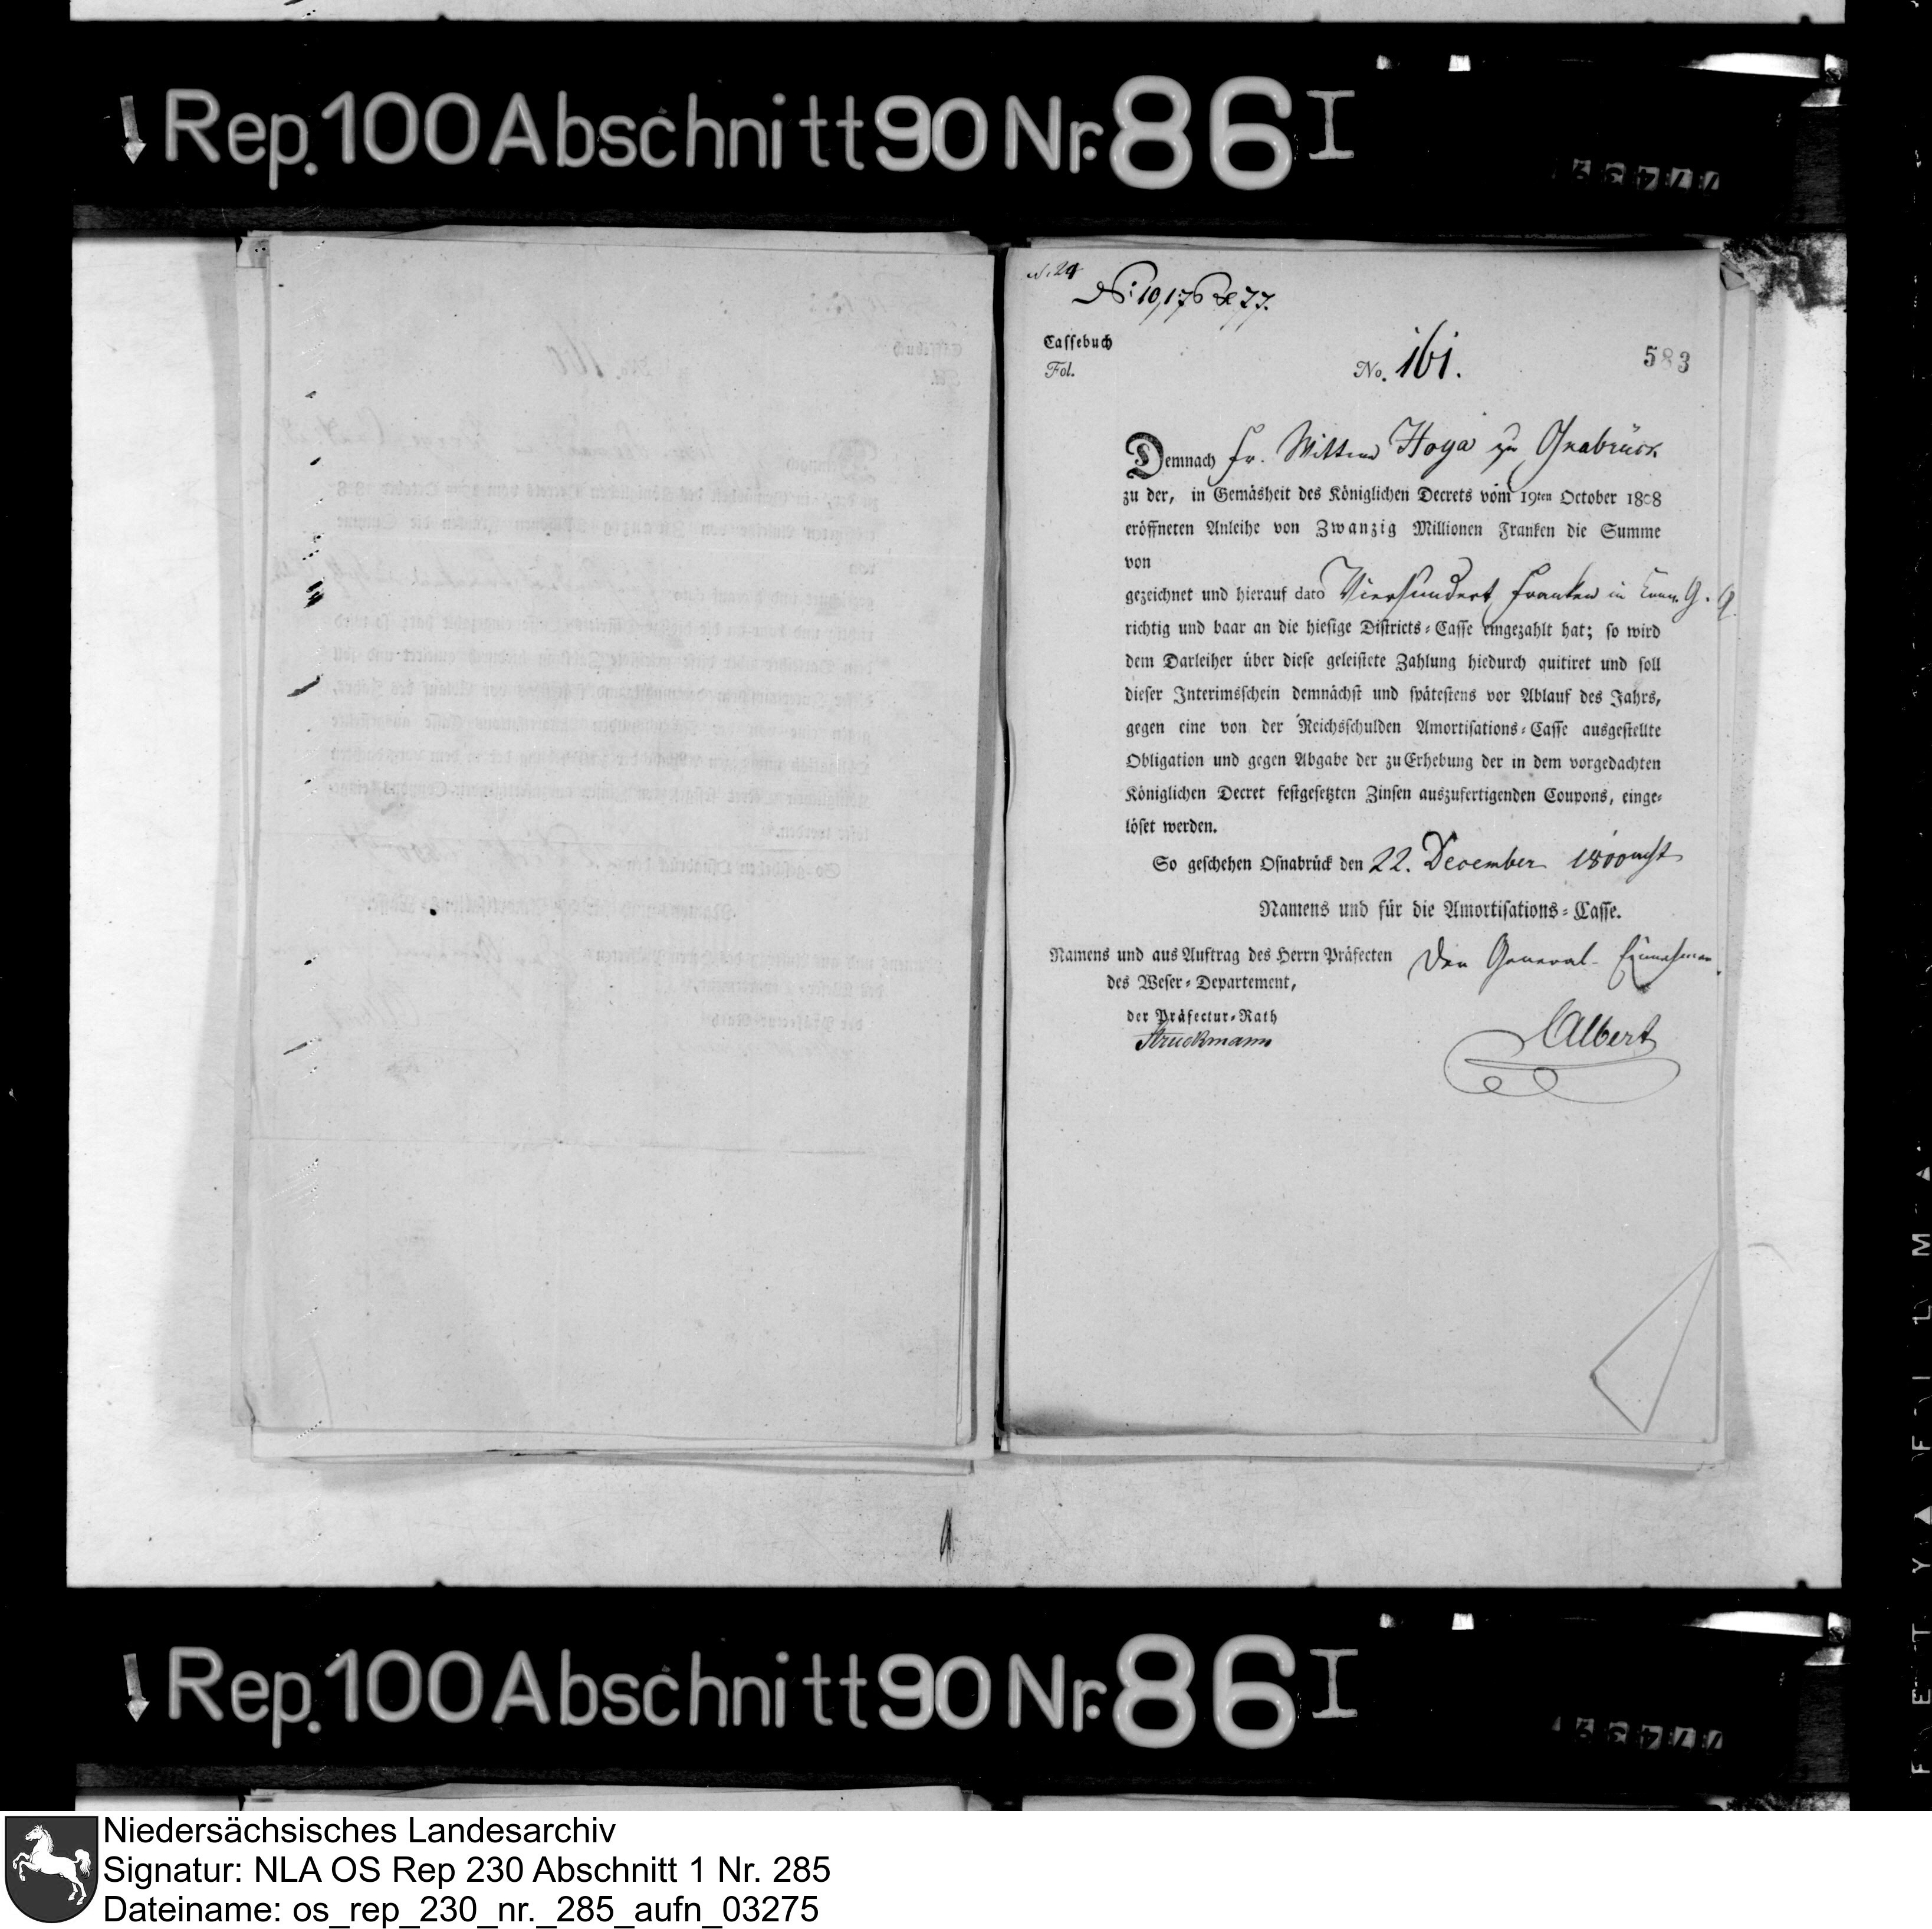 Rep. 100 Abschnitt 90 Nr. 86 I
No: 10,176 & 77.
Cassebuch
Fol.
No. 161.
583
Demnach Fr. Wittwe Hoya zu Osnabrück
zu der, in Gemäsheit des Königlichen Decrets vom 19ten October 1808
eröffneten Anleihe von Zwanzig Millionen Franken die Summe
von
gezeichnet und hierauf dato Vierhundert Franken in
richtig und baar an die hiesige Districts-Casse eingezahlt hat; so wird
dem Darleiher über diese geleistete Zahlung hiedurch quitiret und soll
dieser Interimsschein demnächst und spätestens vor Ablauf des Jahrs,
gegen eine von der Reichsschulden Amortisations-Casse ausgestellte
Obligation und gegen Abgabe der zu Erhebung der in dem vorgedachten
Königlichen Decret festgesetzten Zinsen auszufertigenden Coupons, einge-
löset werden.
So geschehen Osnabrück den 22. December
Namens und für die Amortisations-Casse.
Namens und aus Auftrag des Herrn Präfecten
des Weser-Departement,
der Präfectur-Rath
Struckmann
Der General-Einnehmer
Albert
Rep. 100 Abschnitt 90 Nr. 86 I
Niedersächsisches Landesarchiv
Signatur: NLA OS Rep 230 Abschnitt 1 Nr. 285
Dateiname: os_rep_230_nr._285_aufn_03275